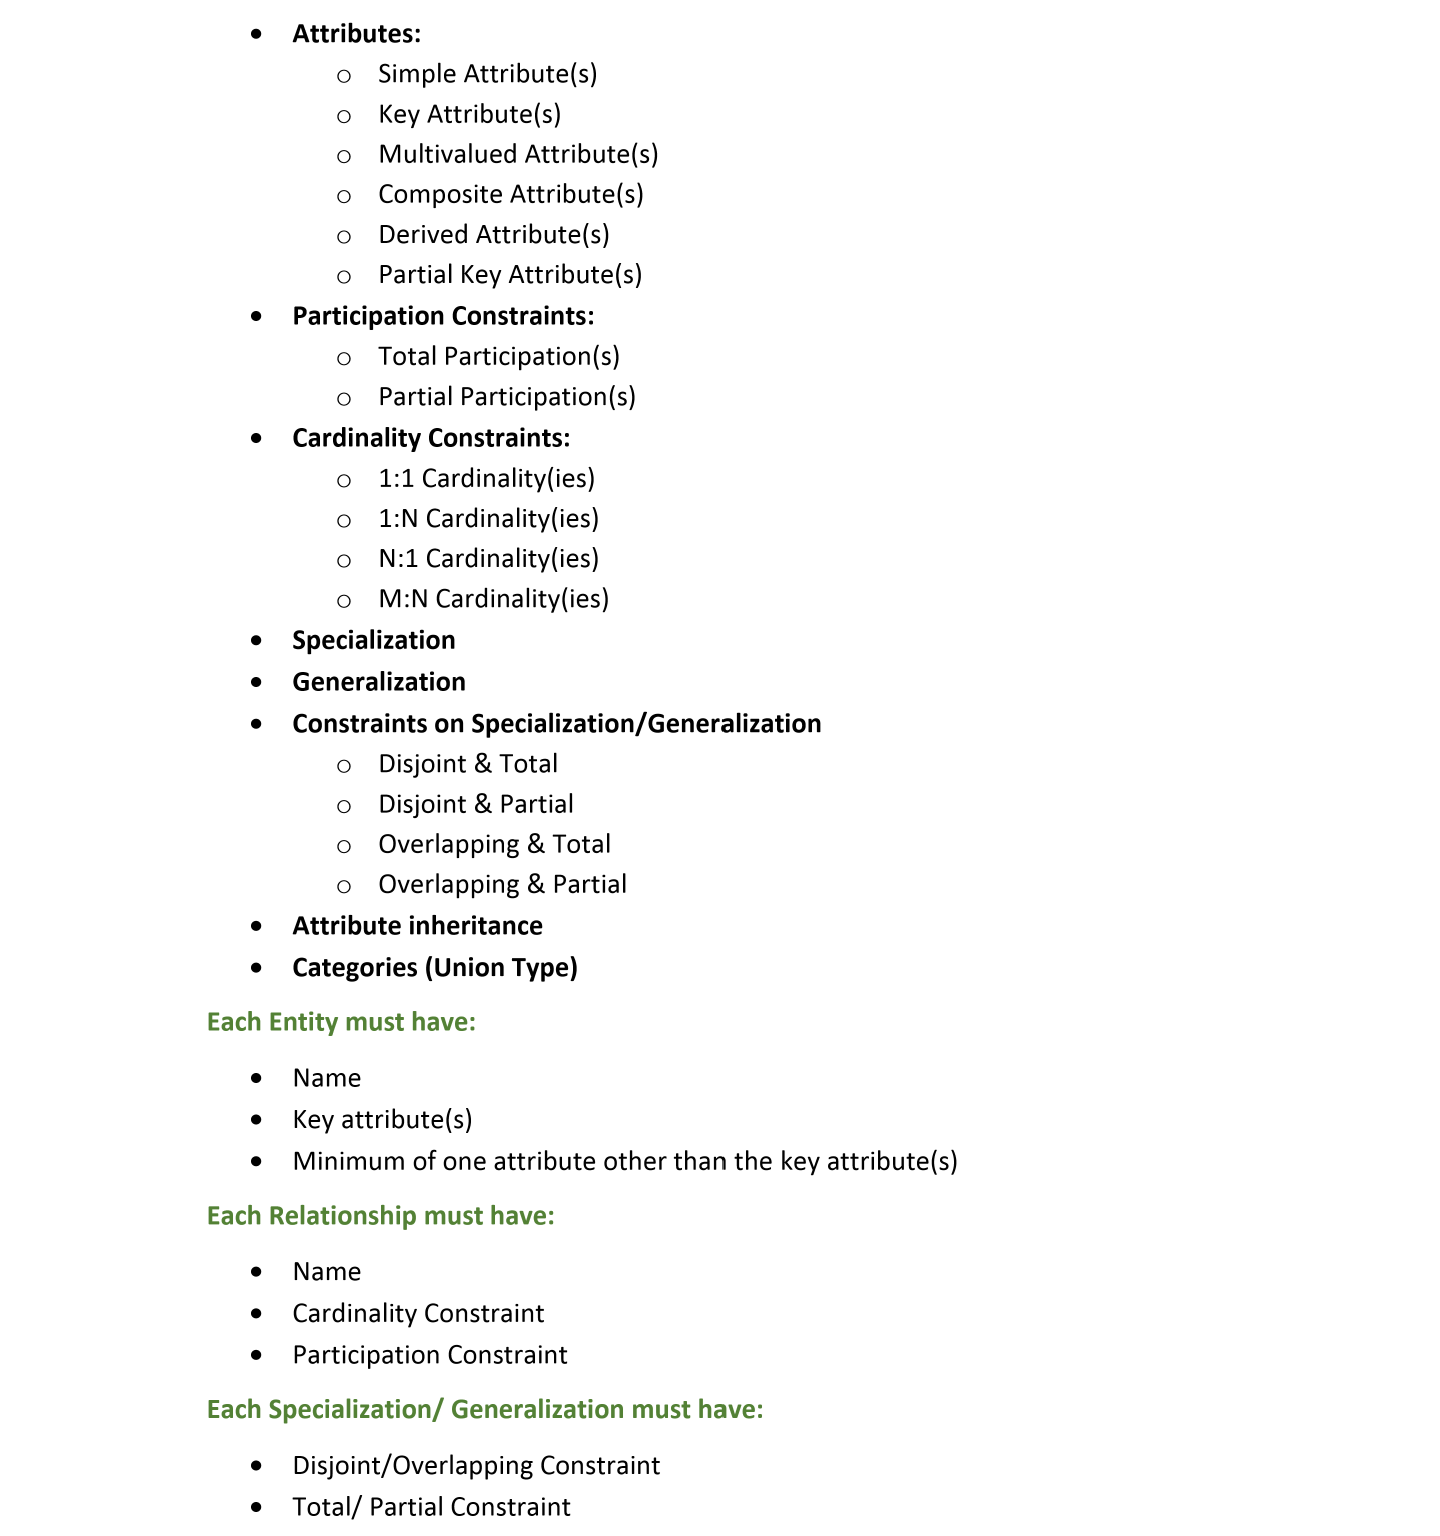 • Attributes:
o Simple Attribute(s)
o Key Attribute(s)
o Multivalued Attribute(s)
o Composite Attribute(s)
o Derived Attribute(s)
o Partial Key Attribute(s)
• Participation Constraints:
o Total Participation(s)
o Partial Participation(s)
• Cardinality Constraints:
o 1:1 Cardinality(ies)
o 1:N Cardinality(ies)
o N:1 Cardinality(ies)
o M:N Cardinality(ies)
• Specialization
• Generalization
• Constraints on Specialization/Generalization
o Disjoint & Total
o Disjoint & Partial
o Overlapping & Total
o Overlapping & Partial
• Attribute inheritance
• Categories (Union Type)
Each Entity must have:
• Name
• Key attribute(s)
• Minimum of one attribute other than the key attribute(s)
Each Relationship must have:
• Name
• Cardinality Constraint
• Participation Constraint
Each Specialization/ Generalization must have:
• Disjoint/Overlapping Constraint
• Total/ Partial Constraint